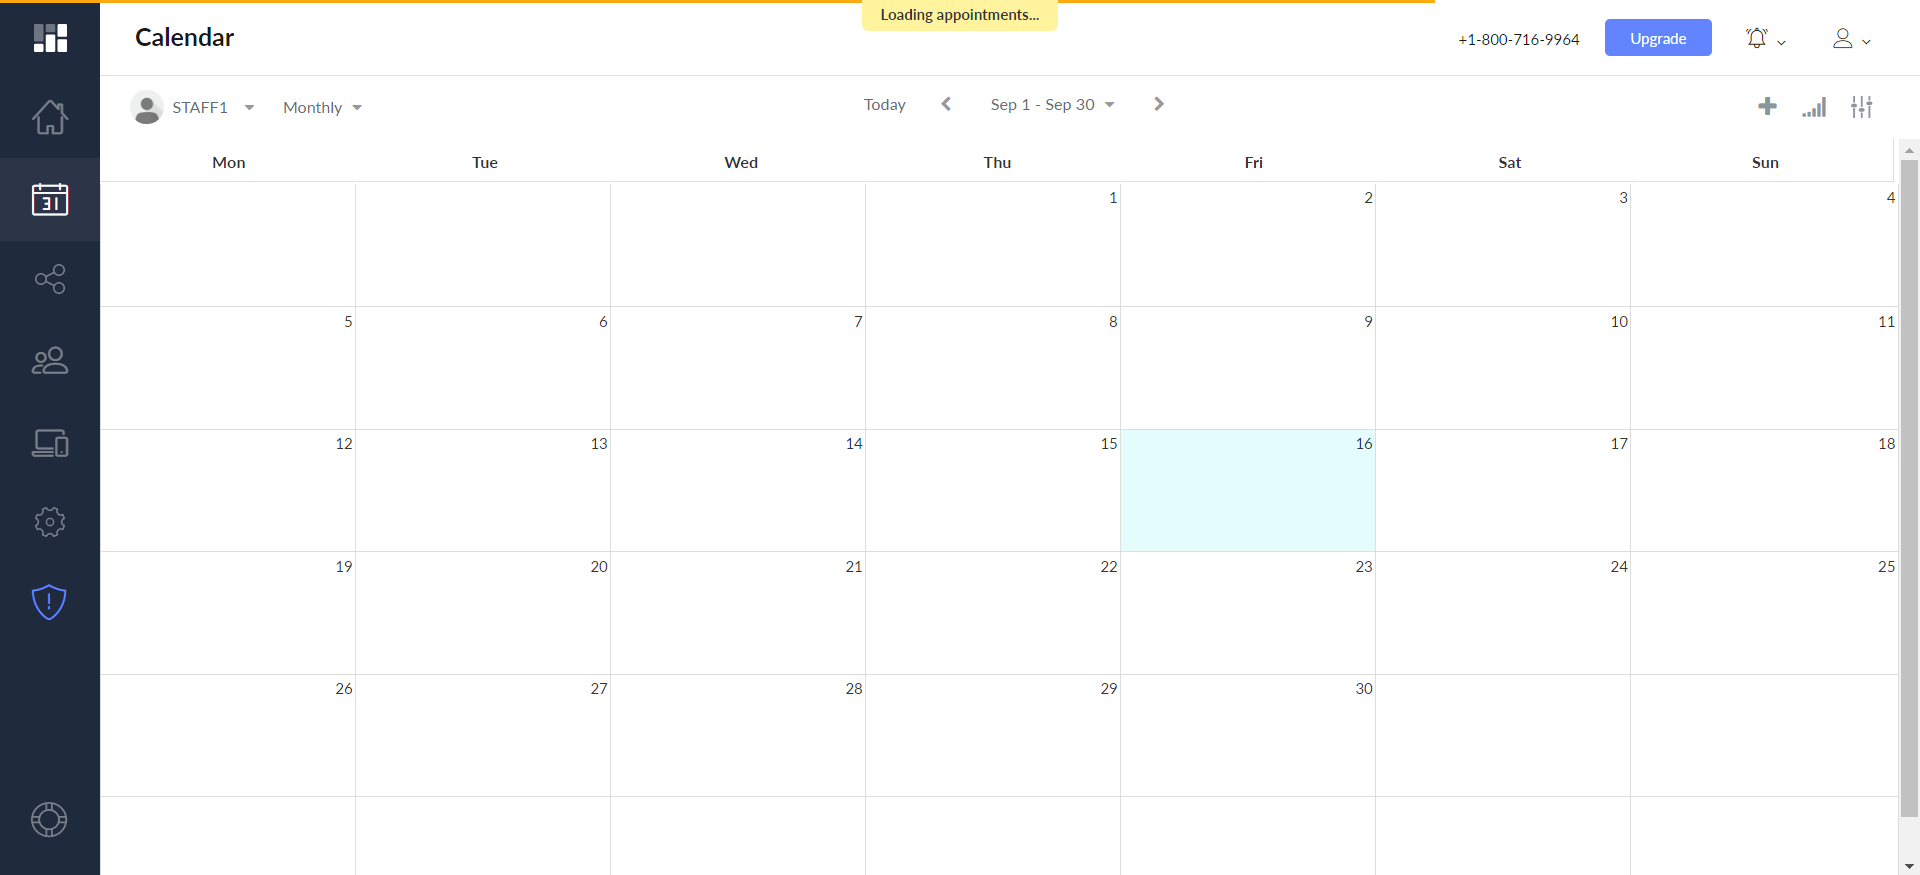 Loading appointments...
Calendar
+1-800-716-9964
Upgrade
STAFF1
Monthly
Today
Sep 1 - Sep 30
31
Mon Tue Wed Thu Fri Sat Sun
1 2 3 4
5 6 7 8 9 10 11
12 13 14 15 16 17 18
19 20 21 22 23 24 25
26 27 28 29 30